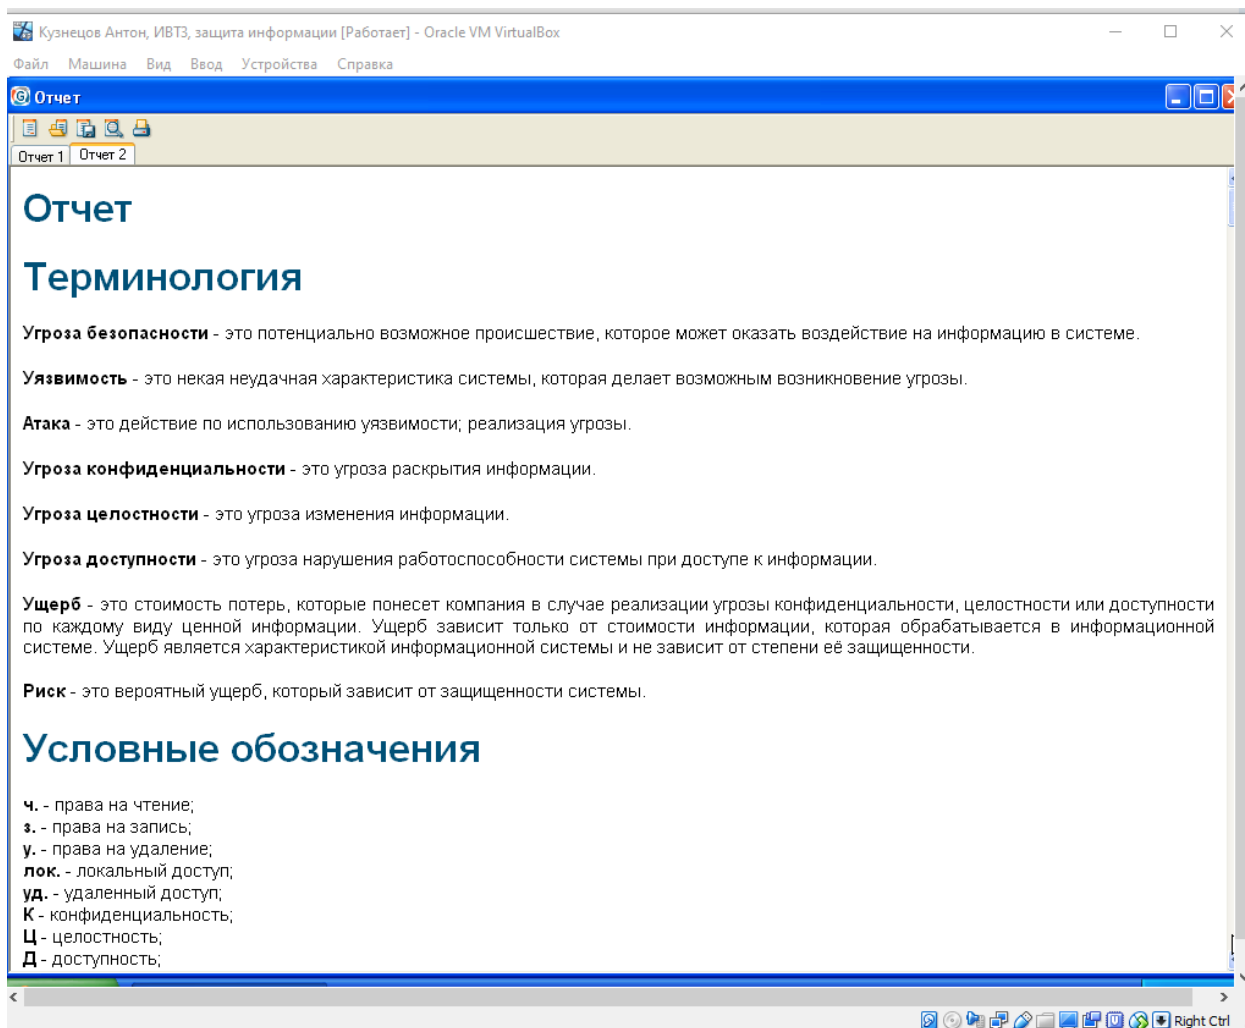 Кузнецов Антон, ИВТЗ, защита информации [Работает] - Oracle VM VirtualBox
Файл Машина Вид Ввод Устройства Справка
Отчет
Отчет 1 Отчет 2
Отчет
Терминология
Угроза безопасности - это потенциально возможное происшествие, которое может оказать воздействие на информацию в системе.
Уязвимость - это некая неудачная характеристика системы, которая делает возможным возникновение угрозы.
Атака - это действие по использованию уязвимости; реализация угрозы.
Угроза конфиденциальности - это угроза раскрытия информации.
Угроза целостности - это угроза изменения информации.
Угроза доступности - это угроза нарушения работоспособности системы при доступе к информации.
Ущерб - это стоимость потерь, которые понесет компания в случае реализации угрозы конфиденциальности, целостности или доступности
по каждому виду ценной информации. Ущерб зависит только от стоимости информации, которая обрабатывается в информационной
системе. Ущерб является характеристикой информационной системы и не зависит от степени её защищенности.
Риск - это вероятный ущерб, который зависит от защищенности системы.
Условные обозначения
ч. - права на чтение;
з. - права на запись;
у. - права на удаление;
лок. - локальный доступ;
уд. - удаленный доступ;
К - конфиденциальность;
Ц - целостность;
Д - доступность;
Right Ctrl